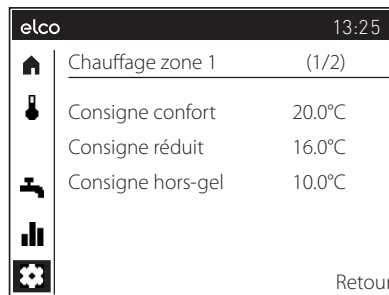 elco 13:25
Chauffage zone 1 (1/2)
Consigne confort 20.0°C
Consigne réduit 16.0°C
Consigne hors-gel 10.0°C
Retour